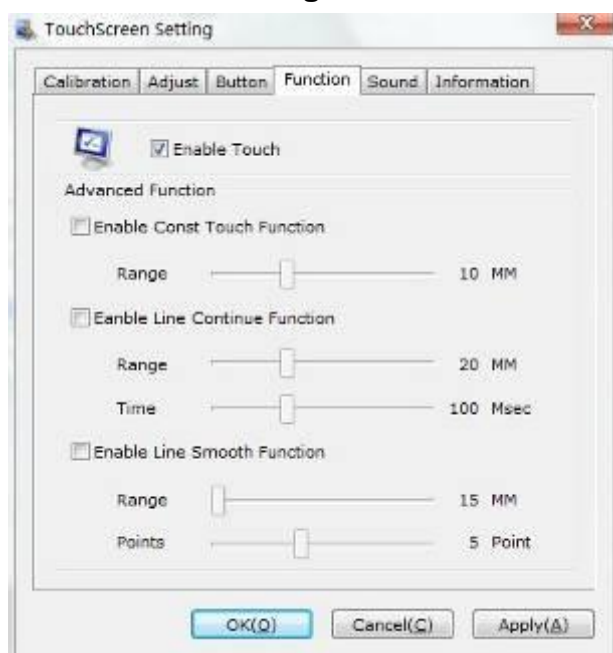 TouchScreen Setting
Calibration Adjust Button Function Sound Information
Enable Touch
Advanced Function
Enable Const Touch Function
Range 10 MM
Eanble Line Continue Function
Range 20 MM
Time 100 Msec
Enable Line Smooth Function
Range 15 MM
Points 5 Point
OK(O) Cancel(C) Apply(A)